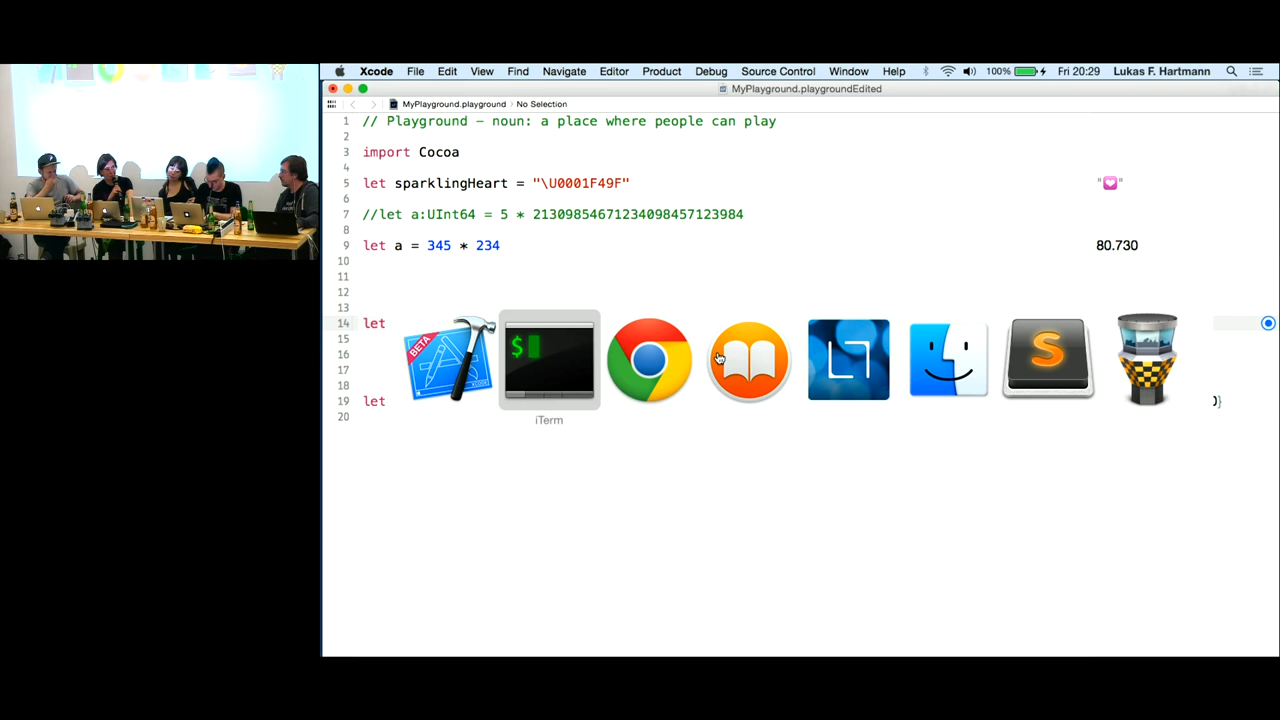 Xcode File Edit View Find Navigate Editor Product Debug Source Control Window Help 100% Fri 20:29 Lukas F. Hartmann
MyPlayground.playgroundEdited
MyPlayground.playground › No Selection
1 // Playground – noun: a place where people can play
2
3 import Cocoa
4
5 let sparklingHeart = "\U0001F49F" "💟"
6
7 //let a:UInt64 = 5 * 21309854671234098457123984
8
9 let a = 345 * 234 80.730
10
11
12
13
14 let
15
16
17
18
19 let 0}
20
BETA
$
S
iTerm